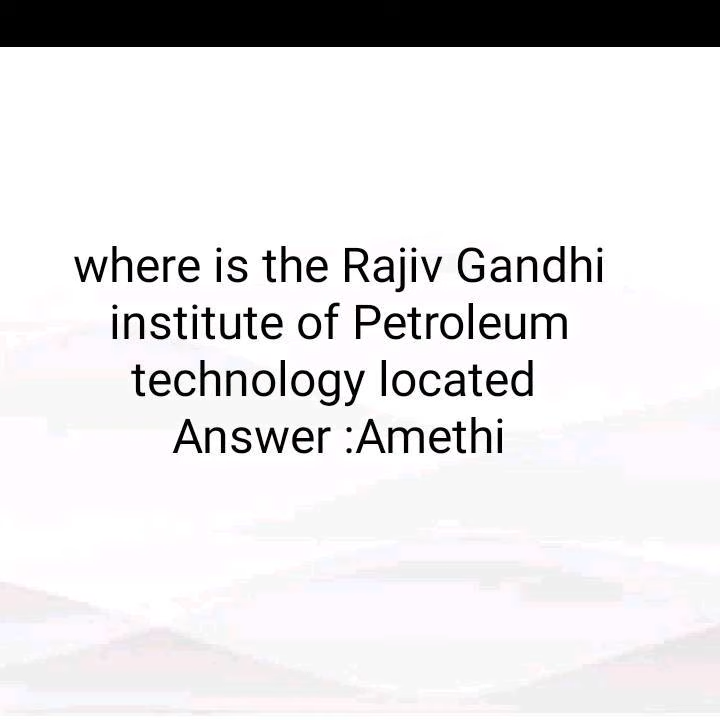 where is the Rajiv Gandhi
institute of Petroleum
technology located
Answer :Amethi